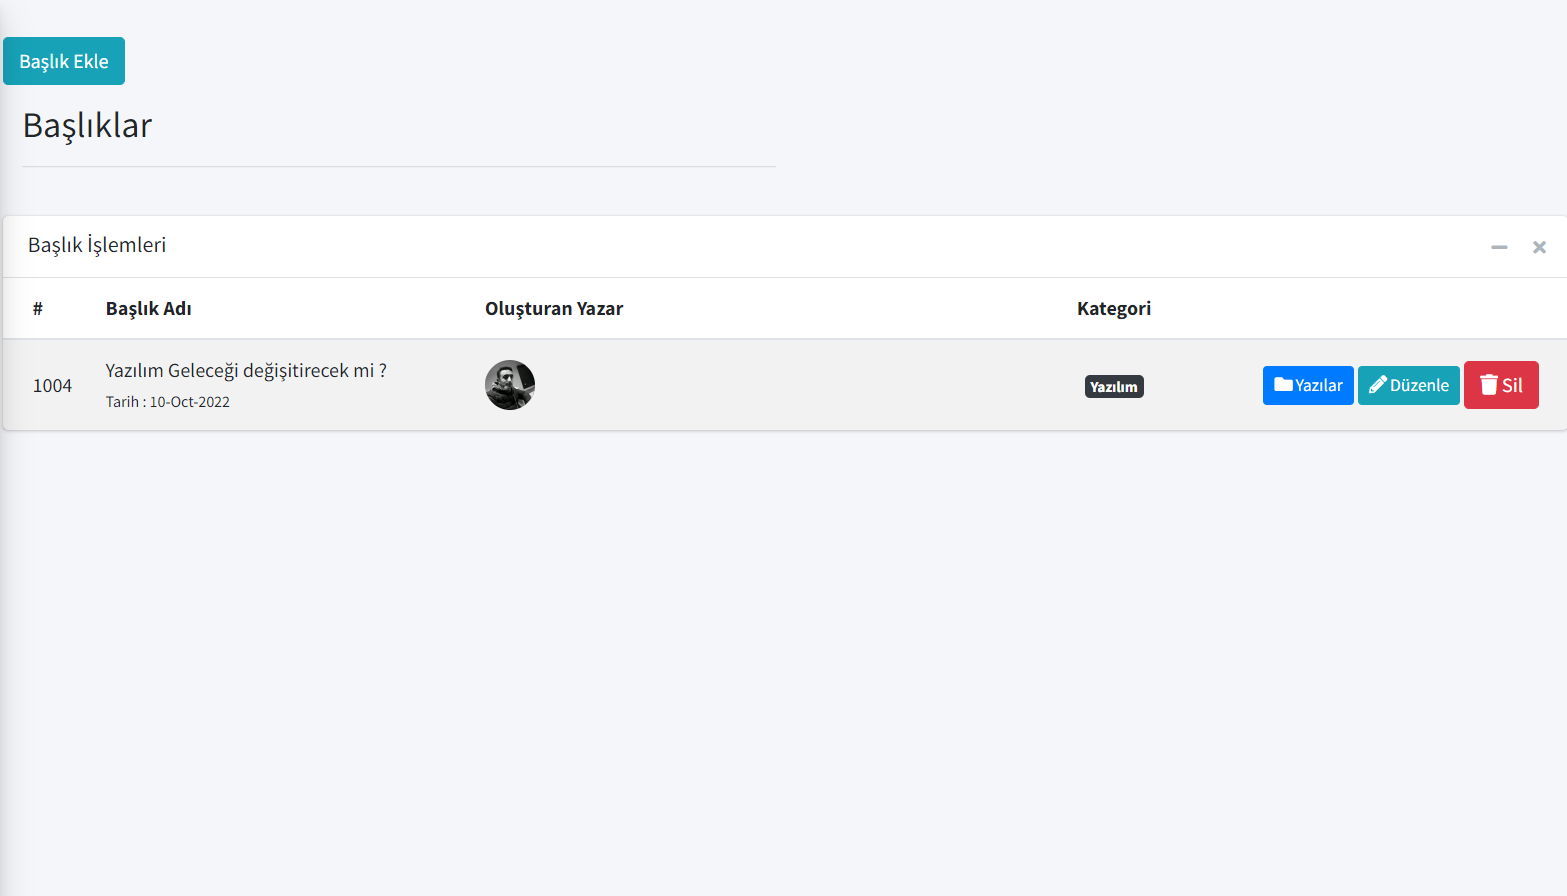 Başlık Ekle
Başlıklar
Başlık İşlemleri
# Başlık Adı Oluşturan Yazar Kategori
1004 Yazılım Geleceği değişitirecek mi ? Yazılım Yazılar Düzenle Sil
Tarih : 10-Oct-2022